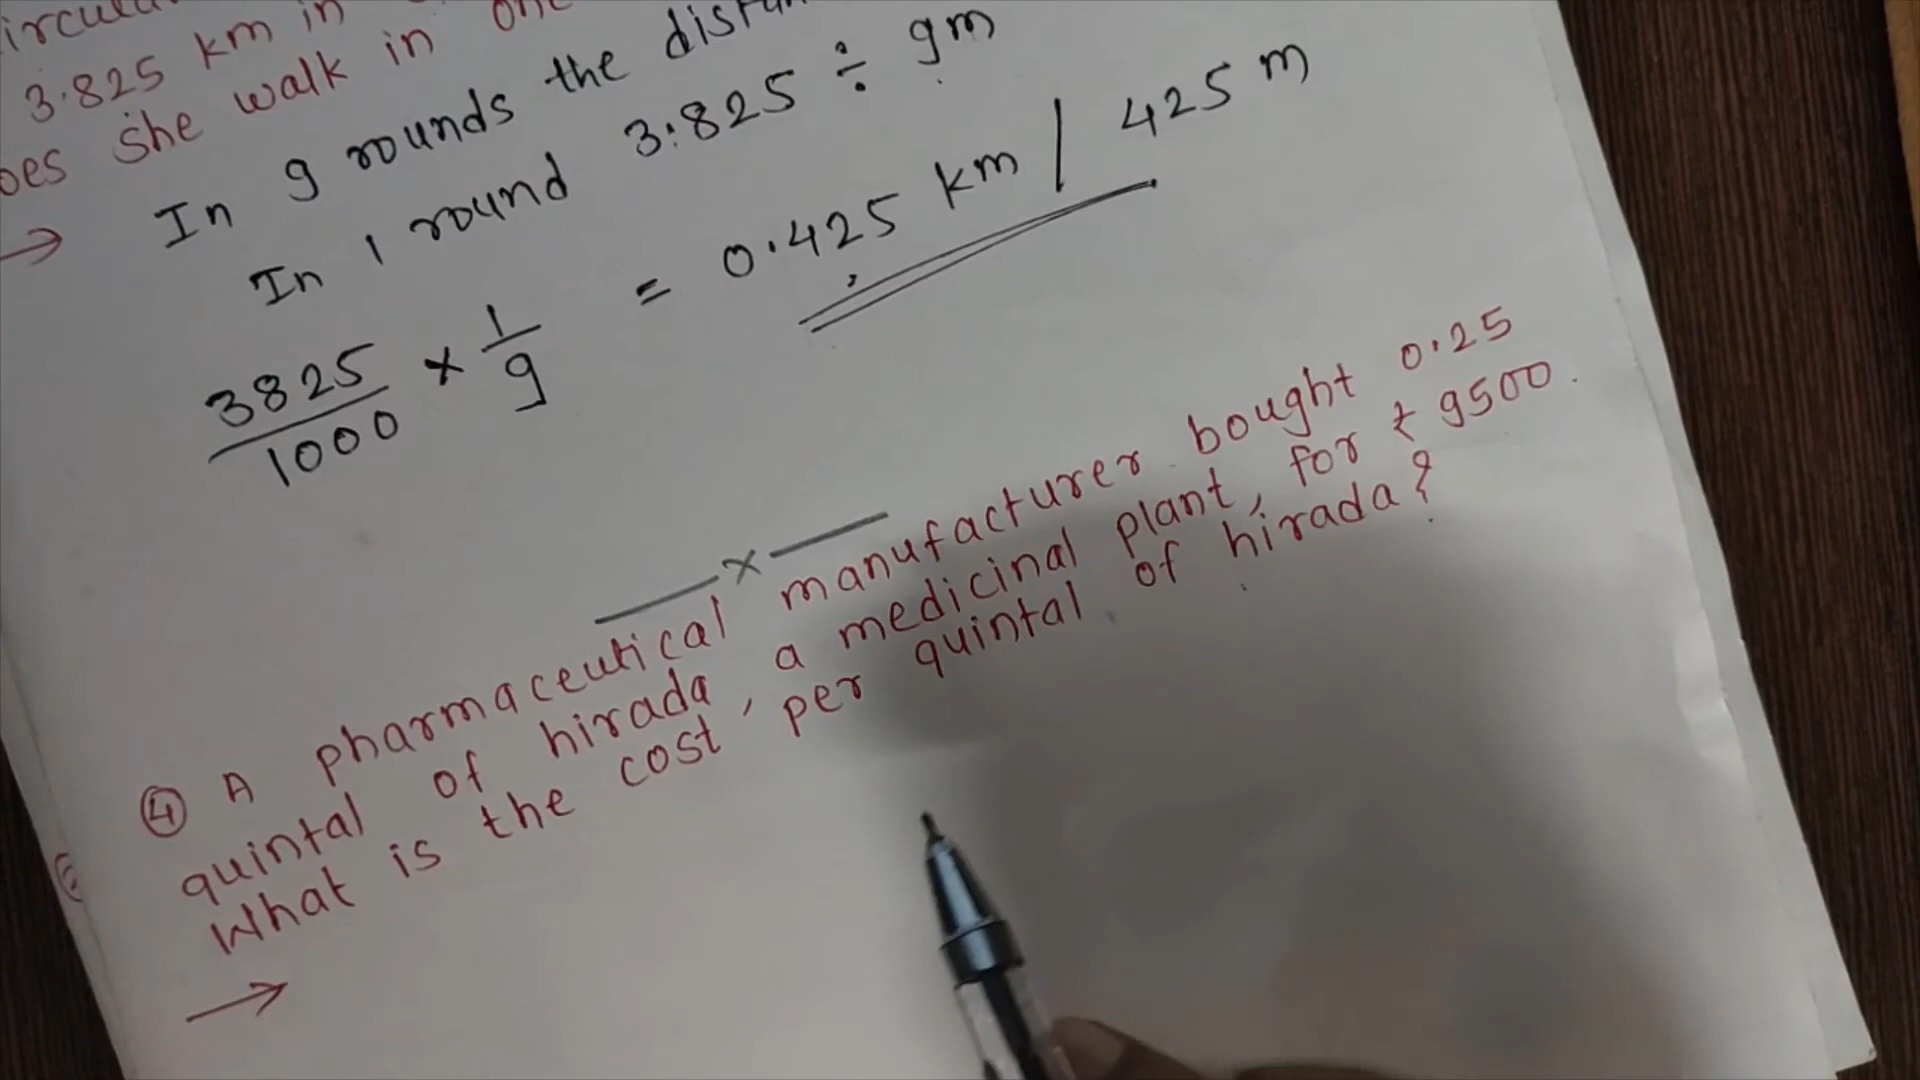 3.825 km in
she walk in
In 9 rounds the
In 1 round 3.825 ÷ 9m
3825/1000 × 1/9 = 0.425 km / 425 m
④ A pharmaceutical manufacturer bought 0.25
quintal of hirada, a medicinal plant, for ₹ 9500.
What is the cost, per quintal of hirada?